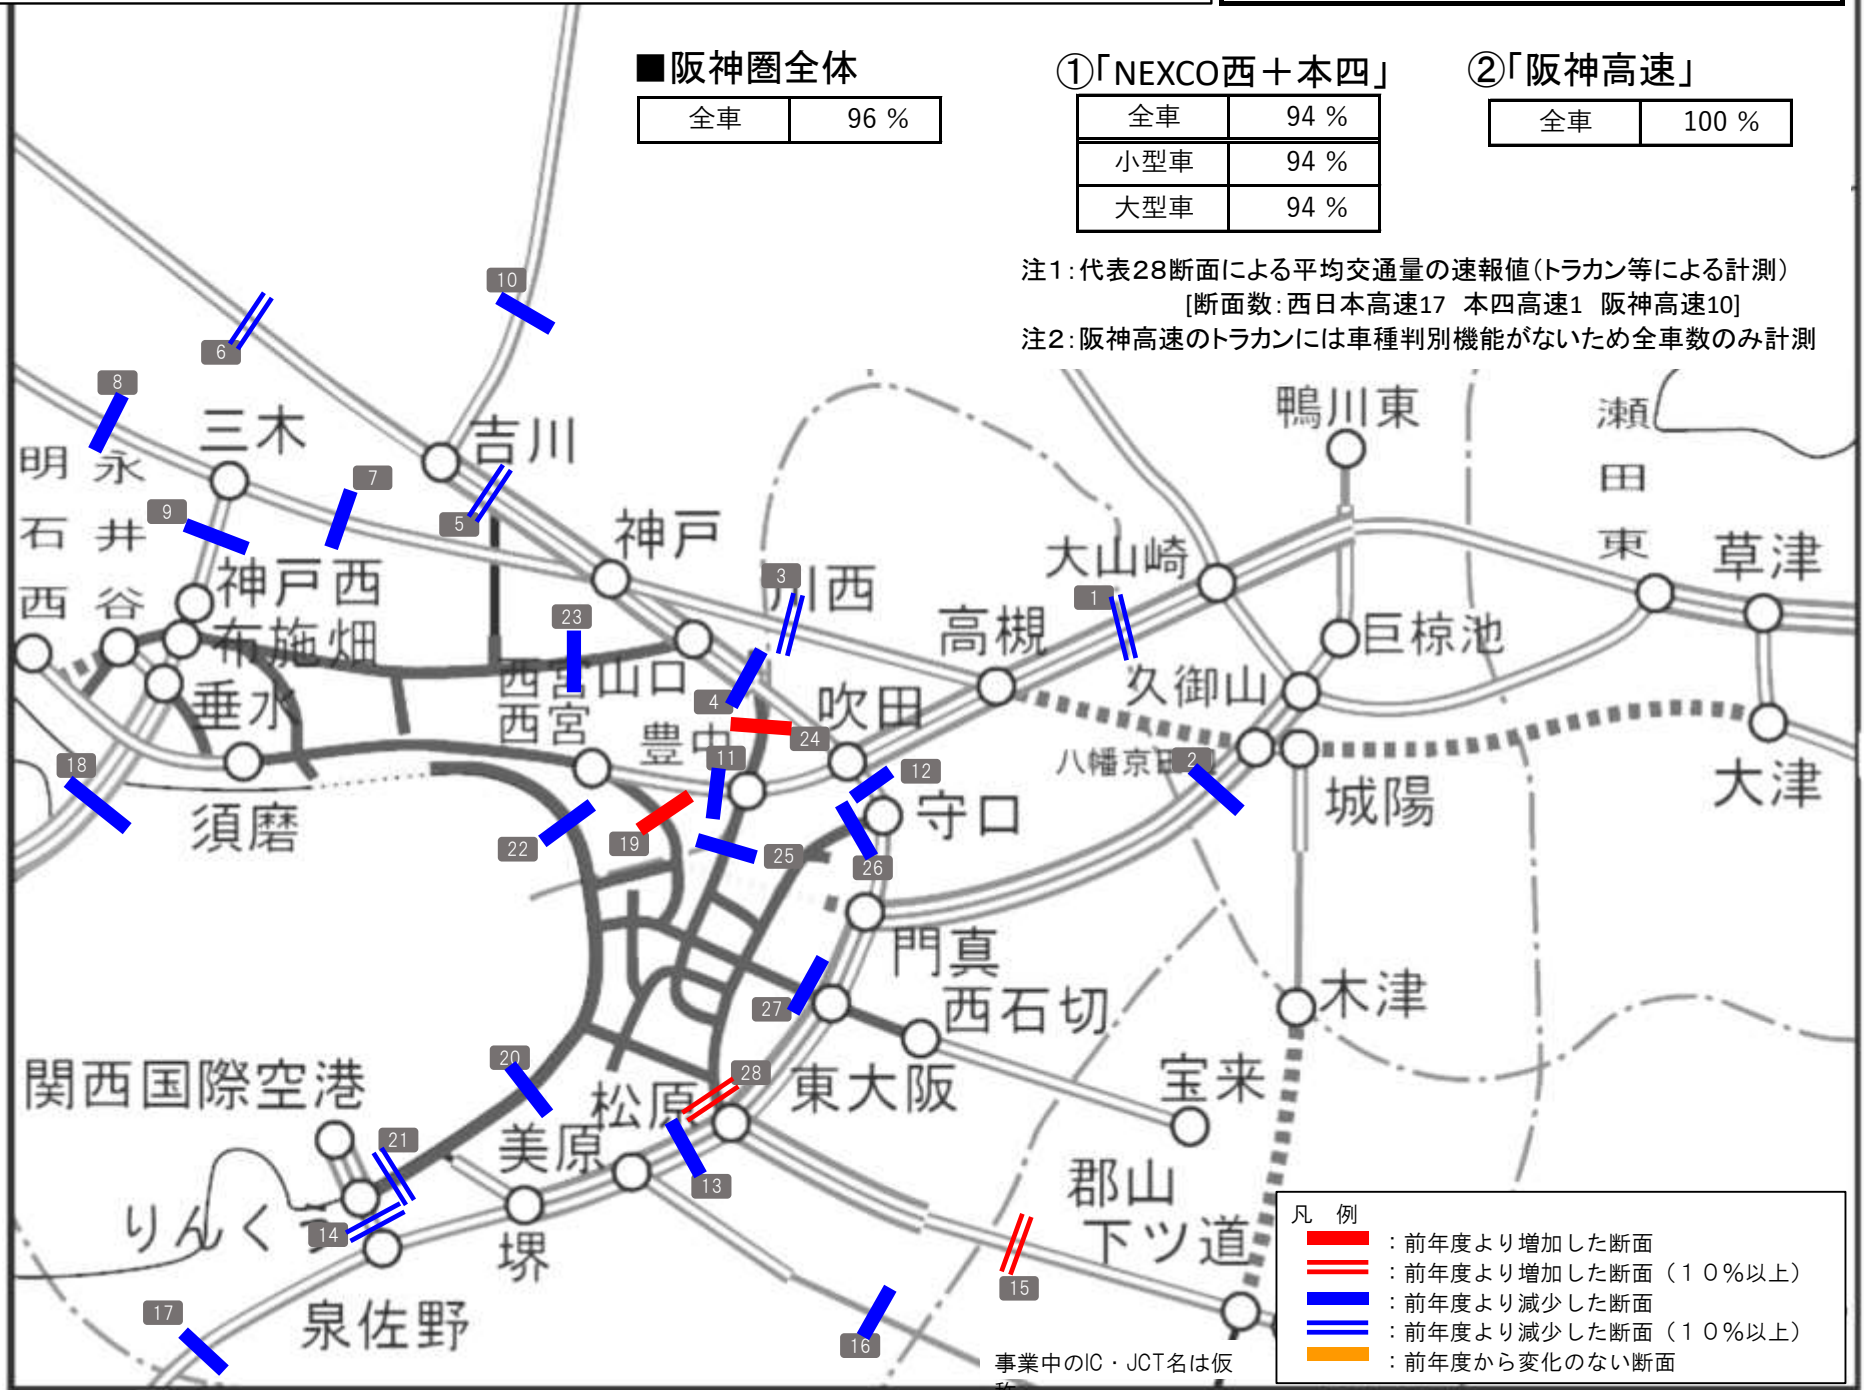 ■阪神圏全体
全車 96 %
①「NEXCO西＋本四」
全車 94 %
小型車 94 %
大型車 94 %
②「阪神高速」
全車 100 %
注1：代表28断面による平均交通量の速報値（トラカン等による計測）
[断面数：西日本高速17 本四高速1 阪神高速10]
注2：阪神高速のトラカンには車種判別機能がないため全車数のみ計測
10
6
8
三木
吉川
鴨川東
瀬田東
明石西
永井谷
7
9
5
神戸
大山崎
草津
神戸西
3
川西
1
高槻
23
布施畑
巨椋池
西宮山口
久御山
4
垂水
西宮
吹田
24
豊中
11
12
2
18
大津
須磨
守口
城陽
22
19
25
26
門真
27
西石切
木津
20
関西国際空港
28
松原
東大阪
宝来
21
美原
13
郡山
りんくう
14
堺
下ツ道
15
17
泉佐野
16
事業中のIC・JCT名は仮
凡 例
：前年度より増加した断面
：前年度より増加した断面（１０％以上）
：前年度より減少した断面
：前年度より減少した断面（１０％以上）
：前年度から変化のない断面